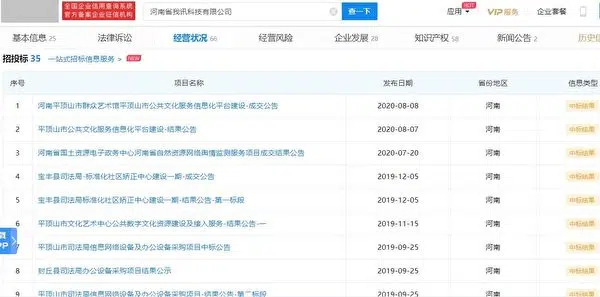 全国企业信用查询系统
官方备案企业征信机构
河南省我讯科技有限公司
查一下
应用
HOT
VIP服务
企业套餐
基本信息 25
法律诉讼
经营状况 66
经营风险
发展 28
知识产权 58
新闻公告 2
历史信
招投标 35 一站式招标信息服务 > NEW
序号 项目名称 发布日期 省份地区 信息类型
1 河南平顶山市群众艺术馆平顶山市公共文化服务信息化平台建设-成交公告 2020-08-08 河南 中标结果
2 平顶山市公共文化服务信息化平台建设-结果公告 2020-08-07 河南 中标结果
3 河南省国土资源电子政务中心河南省自然资源网络舆情监测服务项目成交结果公告 2020-07-20 河南 中标结果
4 宝丰县司法局-标准化社区矫正中心建设一期-成交公告 2019-12-05 河南 中标结果
5 宝丰县司法局-标准化社区矫正中心建设一期-结果公告-第一标段 2019-12-05 河南 中标结果
6 平顶山市文化艺术中心公共数字文化资源建设及接入服务-结果公告-一 2019-11-15 河南 中标结果
7 平顶山市司法局信息网络设备及办公设备采购项目中标公告 2019-09-25 河南 中标结果
8 封丘县司法局办公设备采购项目结果公示 2019-09-25 河南 中标结果
9 平顶山市司法局信息网络设备及办公设备采购项目-结果公告-第二标段 2019-09-25 河南 中标结果
PP